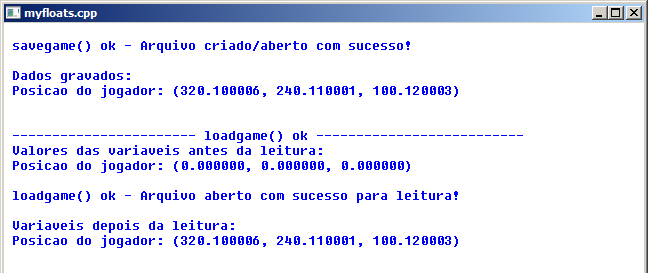 myfloats.cpp
savegame() ok - Arquivo criado/aberto com sucesso!
Dados gravados:
Posicao do jogador: (320.100006, 240.110001, 100.120003)
----------------------- loadgame() ok --------------------------
Valores das variaveis antes da leitura:
Posicao do jogador: (0.000000, 0.000000, 0.000000)
loadgame() ok - Arquivo aberto com sucesso para leitura!
Variaveis depois da leitura:
Posicao do jogador: (320.100006, 240.110001, 100.120003)